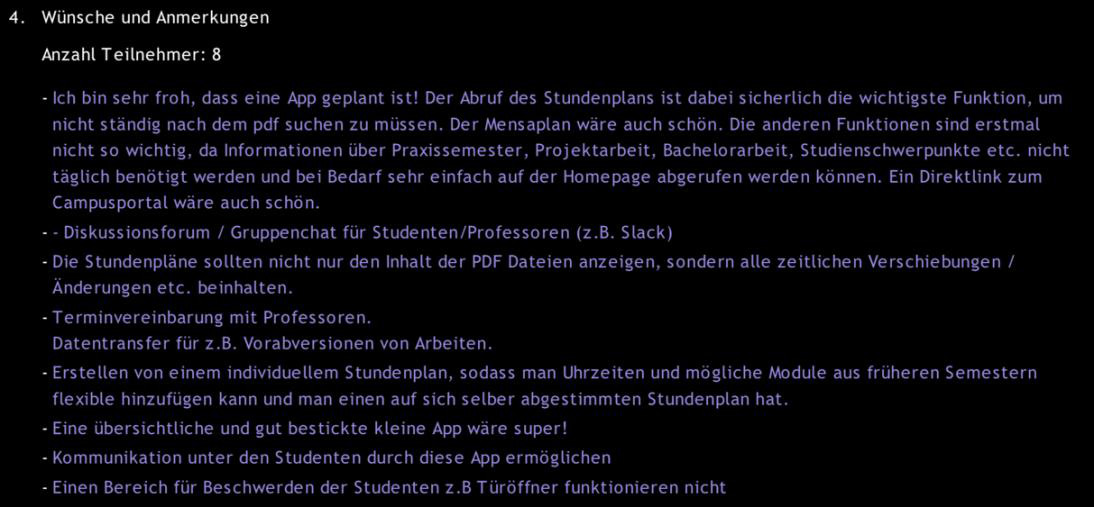 4. Wünsche und Anmerkungen
Anzahl Teilnehmer: 8
- Ich bin sehr froh, dass eine App geplant ist! Der Abruf des Stundenplans ist dabei sicherlich die wichtigste Funktion, um
nicht ständig nach dem pdf suchen zu müssen. Der Mensaplan wäre auch schön. Die anderen Funktionen sind erstmal
nicht so wichtig, da Informationen über Praxissemester, Projektarbeit, Bachelorarbeit, Studienschwerpunkte etc. nicht
täglich benötigt werden und bei Bedarf sehr einfach auf der Homepage abgerufen werden können. Ein Direktlink zum
Campusportal wäre auch schön.
- - Diskussionsforum / Gruppenchat für Studenten/Professoren (z.B. Slack)
- Die Stundenpläne sollten nicht nur den Inhalt der PDF Dateien anzeigen, sondern alle zeitlichen Verschiebungen /
Änderungen etc. beinhalten.
- Terminvereinbarung mit Professoren.
Datentransfer für z.B. Vorabversionen von Arbeiten.
- Erstellen von einem individuellem Stundenplan, sodass man Uhrzeiten und mögliche Module aus früheren Semestern
flexible hinzufügen kann und man einen auf sich selber abgestimmten Stundenplan hat.
- Eine übersichtliche und gut bestickte kleine App wäre super!
- Kommunikation unter den Studenten durch diese App ermöglichen
- Einen Bereich für Beschwerden der Studenten z.B Türöffner funktionieren nicht